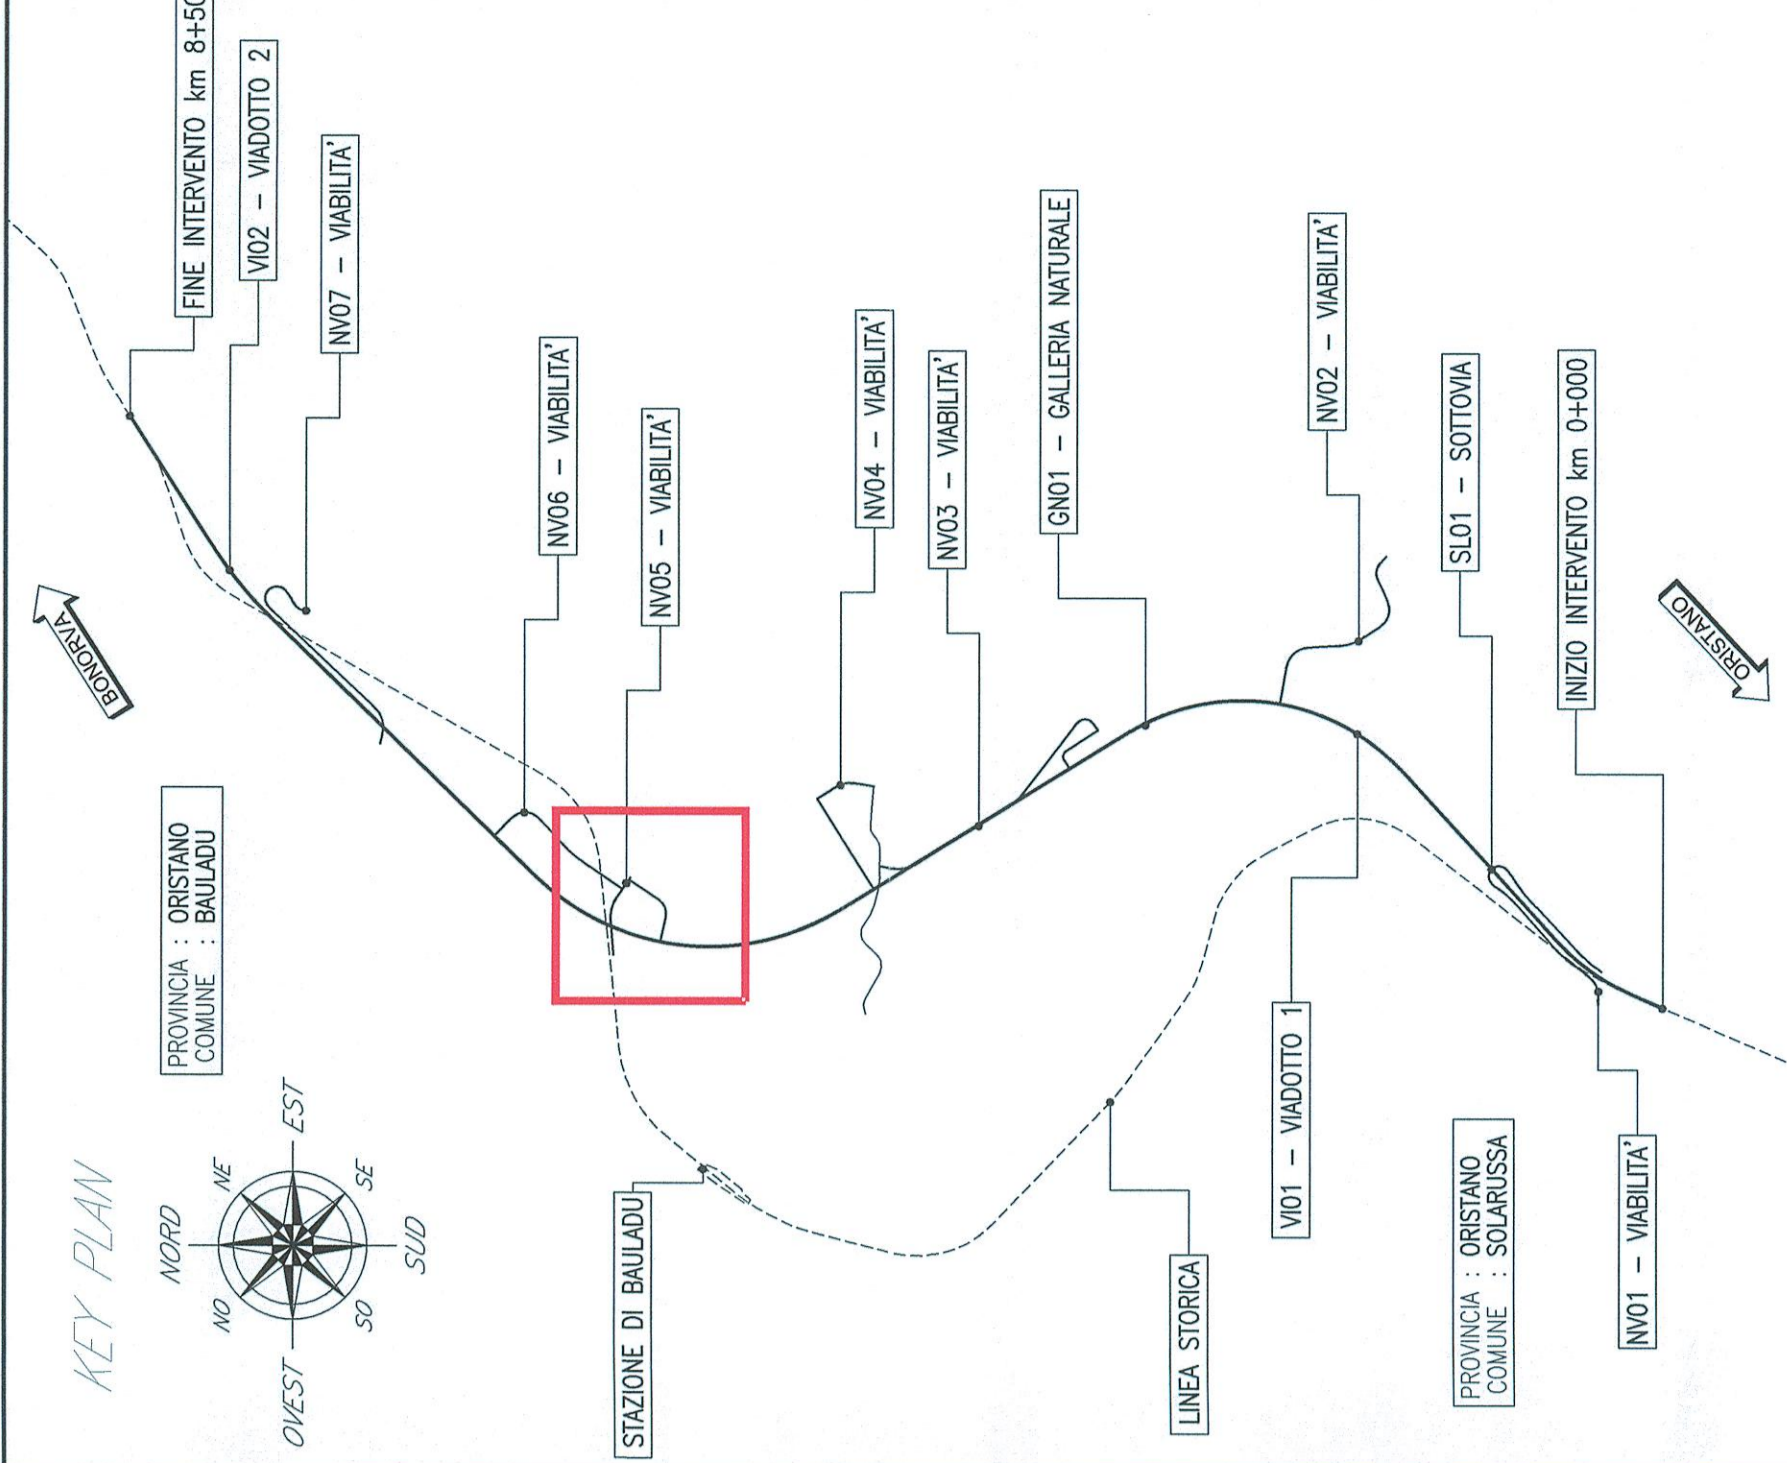 KEY PLAN
NORD
NE
EST
SE
SUD
SO
OVEST
NO
PROVINCIA : ORISTANO
COMUNE : BAULADU
BONORVA
FINE INTERVENTO km 8+50
VI02 – VIADOTTO 2
NV07 – VIABILITA'
NV06 – VIABILITA'
NV05 – VIABILITA'
NV04 – VIABILITA'
NV03 – VIABILITA'
GN01 – GALLERIA NATURALE
NV02 – VIABILITA'
SL01 – SOTTOVIA
INIZIO INTERVENTO km 0+000
ORISTANO
STAZIONE DI BAULADU
LINEA STORICA
VI01 – VIADOTTO 1
PROVINCIA : ORISTANO
COMUNE : SOLARUSSA
NV01 – VIABILITA'